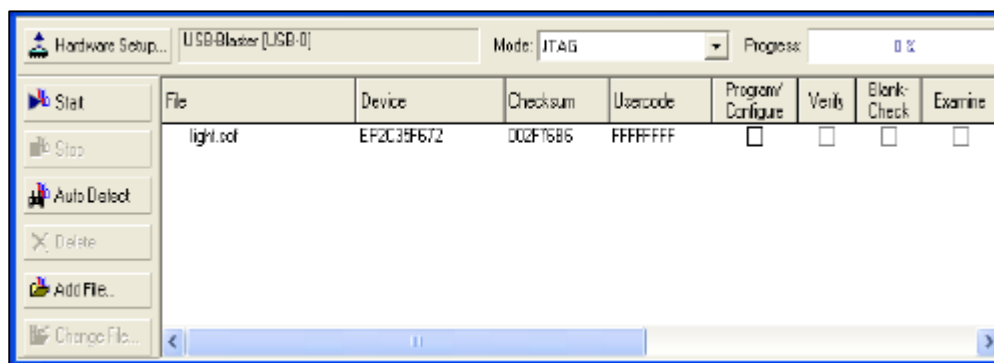 Hardware Setup... USB-Blaster [USB-0] Mode: JTAG Progress: 0 %
Start
Stop
Auto Detect
Delete
Add File...
Change File...
File Device Checksum Usercode Program/ Configure Verify Blank- Check Examine
light.sof EP2C35F672 FFFFFFFF